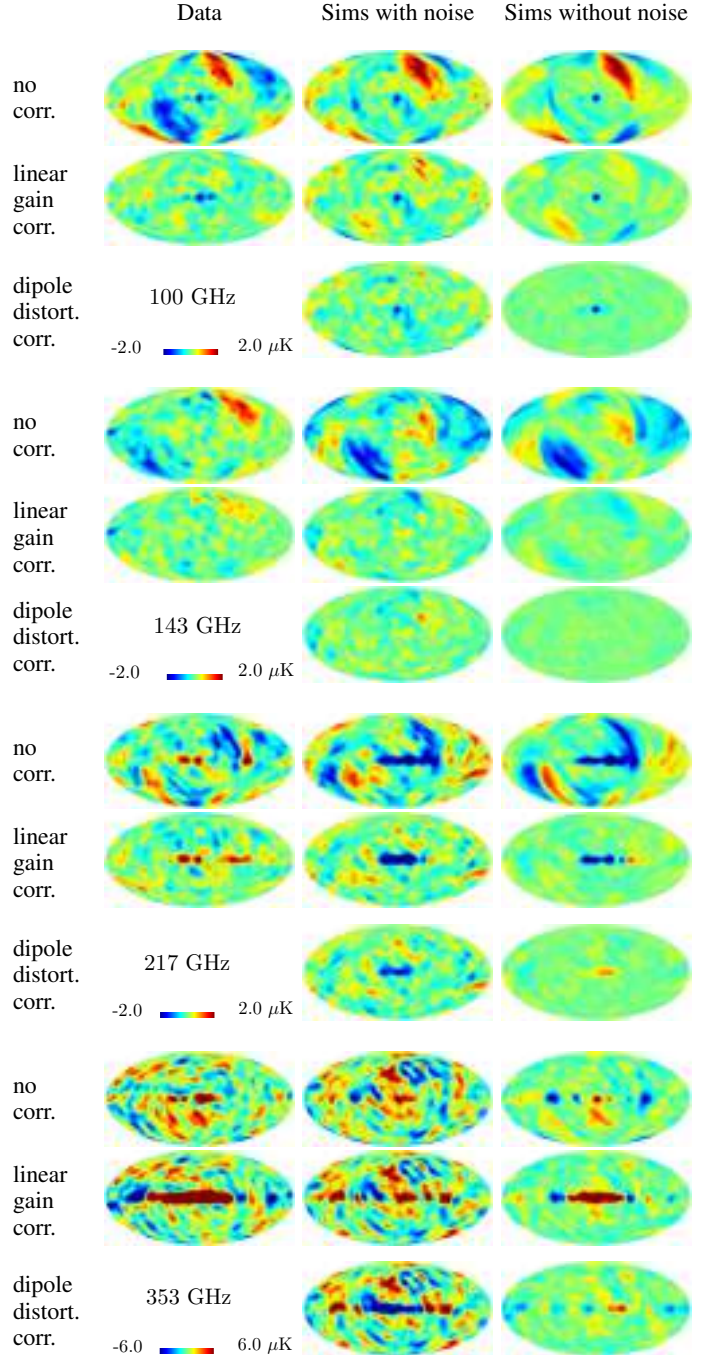 Data Sims with noise Sims without noise
no
corr.
linear
gain
corr.
dipole
distort.
corr.
100 GHz
-2.0 2.0 μK
no
corr.
linear
gain
corr.
dipole
distort.
corr.
143 GHz
-2.0 2.0 μK
no
corr.
linear
gain
corr.
dipole
distort.
corr.
217 GHz
-2.0 2.0 μK
no
corr.
linear
gain
corr.
dipole
distort.
corr.
353 GHz
-6.0 6.0 μK